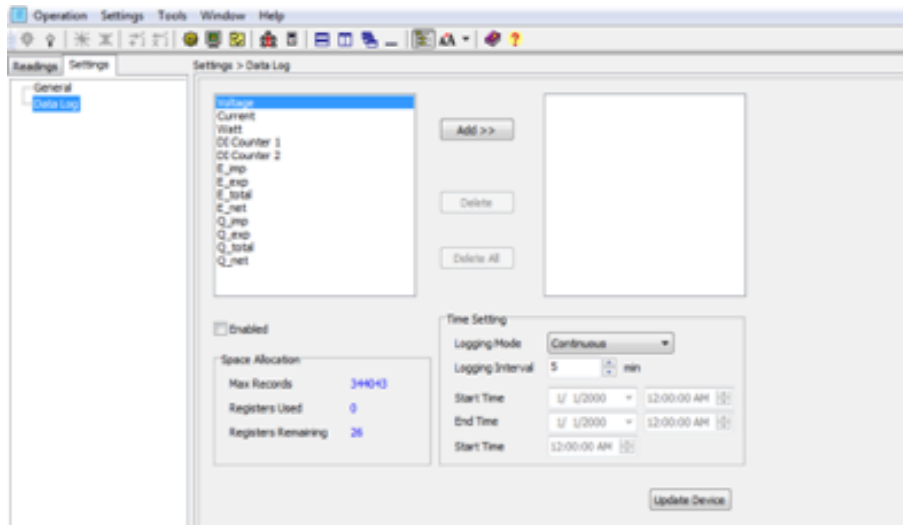 Operation Settings Tools Window Help
Readings Settings
Settings > Data Log
General
Data Log
Voltage
Current
Watt
DI Counter 1
DI Counter 2
E_imp
E_exp
E_total
E_net
Q_imp
Q_exp
Q_total
Q_net
Add >>
Delete
Delete All
Enabled
Space Allocation
Max Records 344043
Registers Used 0
Registers Remaining 26
Time Setting
Logging Mode Continuous
Logging Interval 5 min
Start Time 1/ 1/2000 12:00:00 AM
End Time 1/ 1/2000 12:00:00 AM
Start Time 12:00:00 AM
Update Device